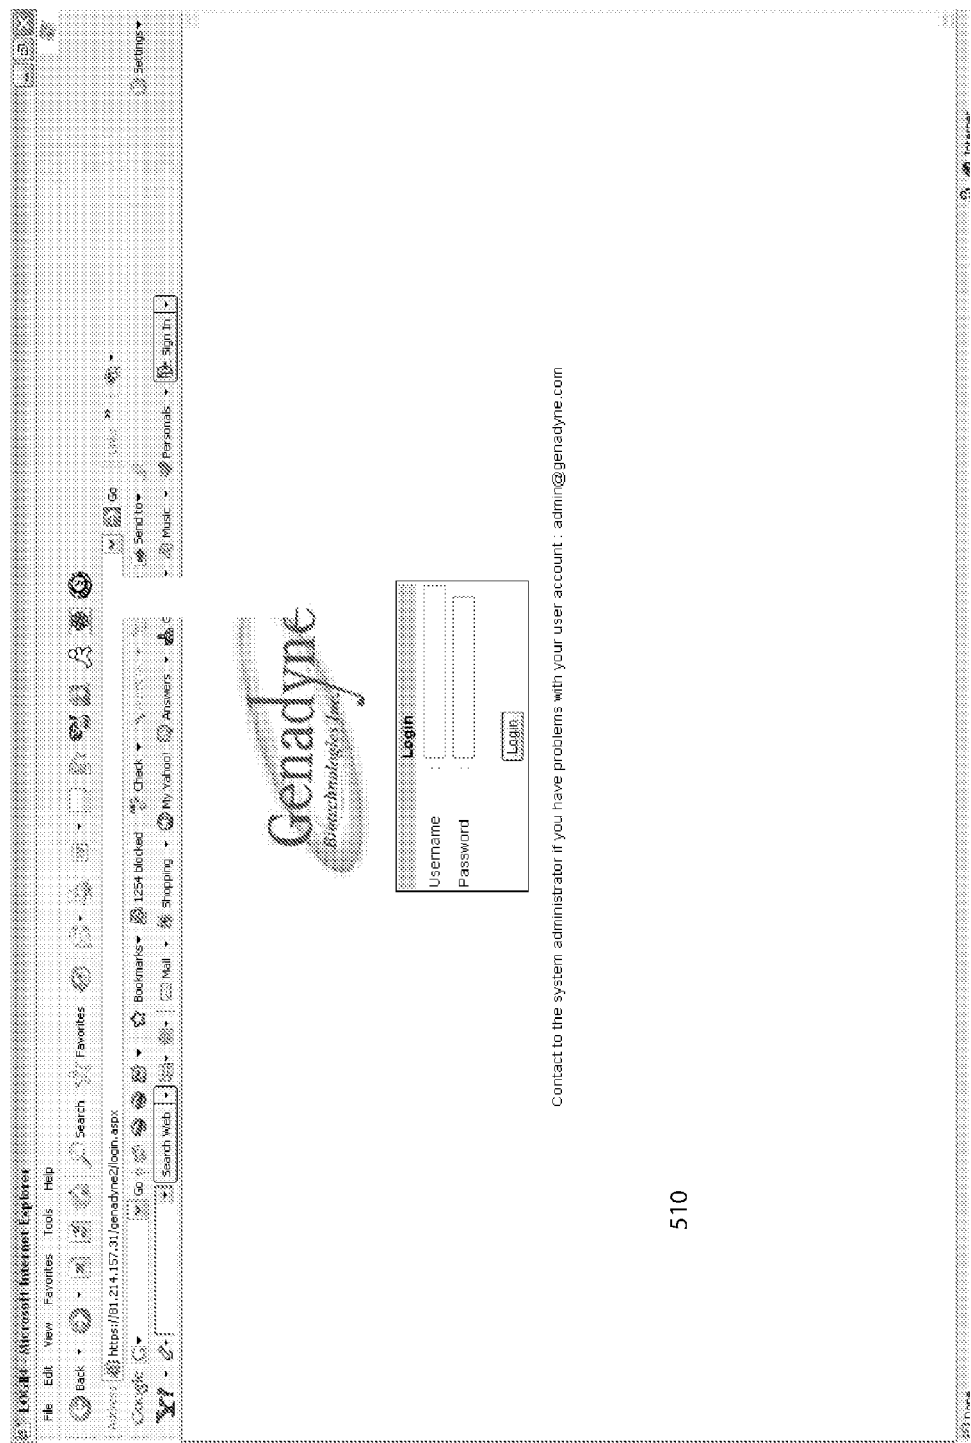 LOGIN - Microsoft Internet Explorer
File Edit View Favorites Tools Help
Back Search Favorites
Address https://81.214.157.31/genadyne2/login.aspx Go
Google Go Bookmarks 1254 blocked Check Send to Settings
Y! Search Web Mail Shopping My Yahoo! Answers Music Personals Sign In
Genadyne
Biotechnologies Inc.
Login
Username :
Password :
Login
Contact to the system administrator if you have problems with your user account : admin@genadyne.com
510
Done Internet